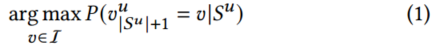 arg max P(v^u_{|S^u|+1} = v|S^u) (1)
v∈I